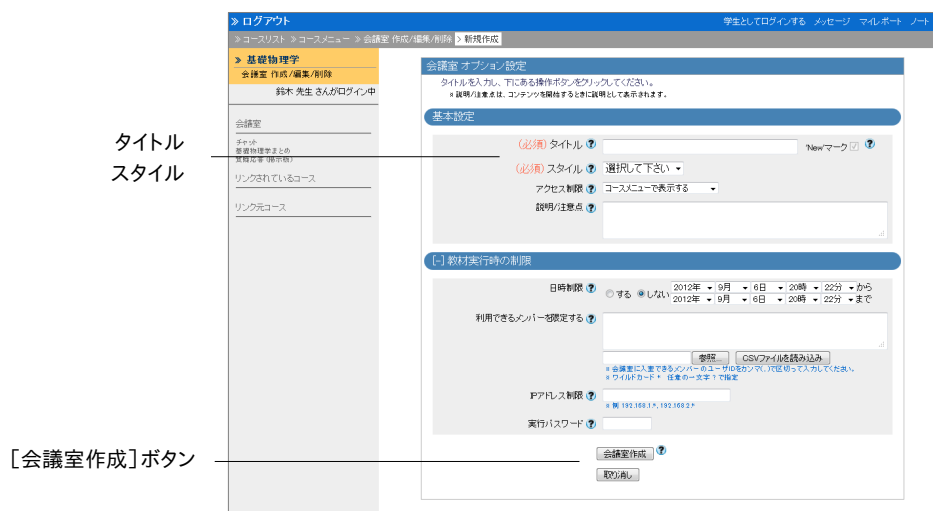 » ログアウト
学生としてログインする メッセージ マイレポート ノート
» コースリスト » コースメニュー » 会議室 作成/編集/削除 > 新規作成
» 基礎物理学
会議室 作成/編集/削除
鈴木 先生 さんがログイン中
会議室
チャット
基礎物理学まとめ
質疑応答(掲示板)
リンクされているコース
リンク元コース
タイトル
スタイル
[会議室作成]ボタン
会議室 オプション設定
タイトルを入力し、下にある操作ボタンをクリックしてください。
※説明/注意点は、コンテンツを開始するときに説明として表示されます。
基本設定
(必須) タイトル ?
'New'マーク ?
(必須) スタイル ? 選択して下さい
アクセス制限 ? コースメニューで表示する
説明/注意点 ?
[-] 教材実行時の制限
日時制限 ? する しない 2012年 9月 6日 20時 22分 から
2012年 9月 6日 20時 22分 まで
利用できるメンバーを限定する ?
参照... CSVファイルを読み込み
※ 会議室に入室できるメンバーのユーザIDをカンマ(,)で区切って入力してください。
※ ワイルドカード * 任意の一文字 ? で指定
IPアドレス制限 ?
※ 例 192.168.1.*, 192.168.2.*
実行パスワード ?
会議室作成 ?
取り消し